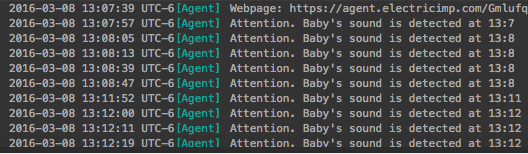 2016-03-08 13:07:39 UTC-6[Agent] Webpage: https://agent.electricimp.com/Gmlufq
2016-03-08 13:07:57 UTC-6[Agent] Attention. Baby's sound is detected at 13:7
2016-03-08 13:08:05 UTC-6[Agent] Attention. Baby's sound is detected at 13:8
2016-03-08 13:08:13 UTC-6[Agent] Attention. Baby's sound is detected at 13:8
2016-03-08 13:08:39 UTC-6[Agent] Attention. Baby's sound is detected at 13:8
2016-03-08 13:08:47 UTC-6[Agent] Attention. Baby's sound is detected at 13:8
2016-03-08 13:11:52 UTC-6[Agent] Attention. Baby's sound is detected at 13:11
2016-03-08 13:12:00 UTC-6[Agent] Attention. Baby's sound is detected at 13:12
2016-03-08 13:12:11 UTC-6[Agent] Attention. Baby's sound is detected at 13:12
2016-03-08 13:12:19 UTC-6[Agent] Attention. Baby's sound is detected at 13:12